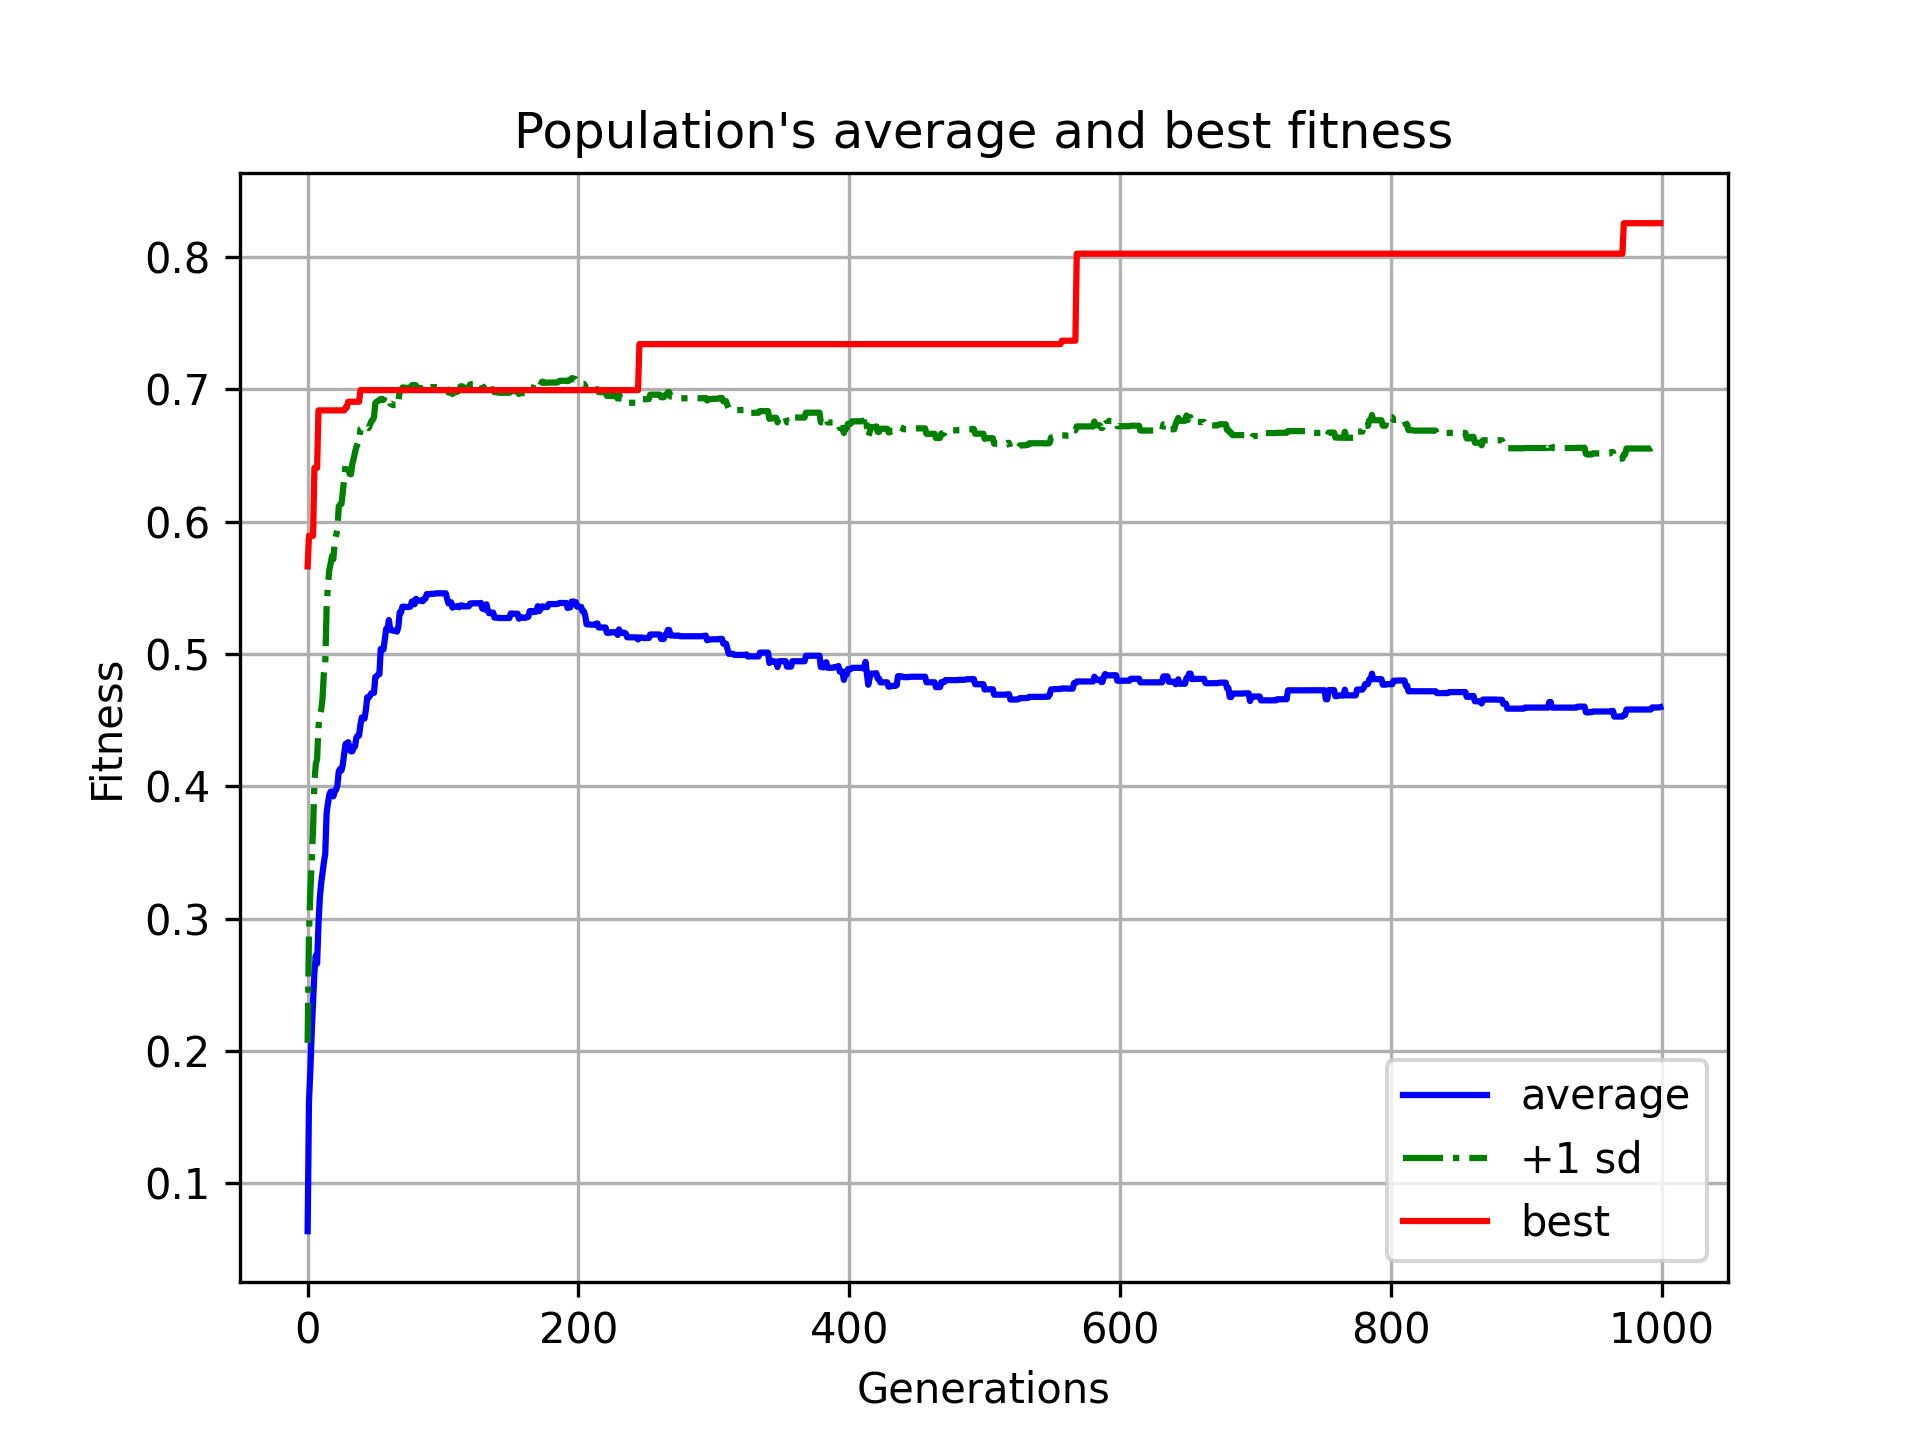 Population's average and best fitness
Fitness
0.8
0.7
0.6
0.5
0.4
0.3
0.2
0.1
0 200 400 600 800 1000
Generations
average
+1 sd
best